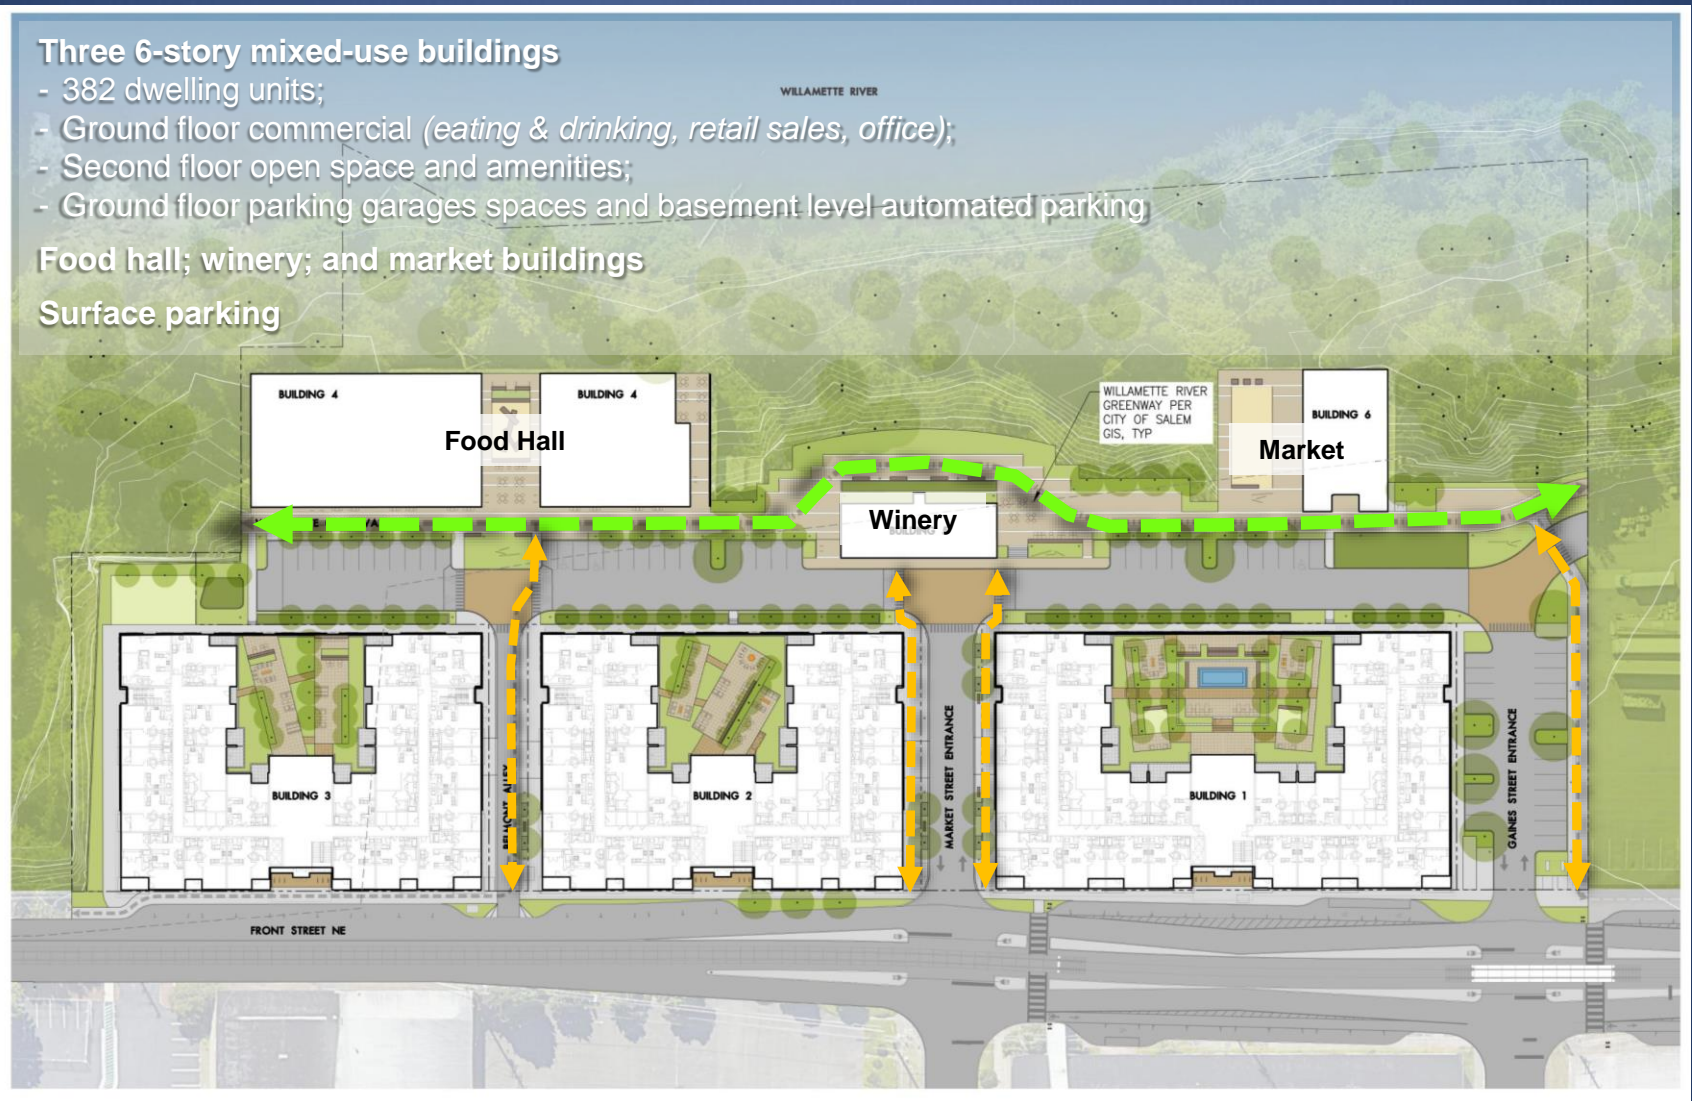 Three 6-story mixed-use buildings
- 382 dwelling units;
- Ground floor commercial (eating & drinking, retail sales, office);
- Second floor open space and amenities;
- Ground floor parking garages spaces and basement level automated parking
Food hall; winery; and market buildings
Surface parking
WILLAMETTE RIVER
BUILDING 4
BUILDING 4
Food Hall
WILLAMETTE RIVER
GREENWAY PER
CITY OF SALEM
GIS, TYP
BUILDING 6
Market
Winery
BUILDING
BUILDING 3
BELMONT ALLEY
BUILDING 2
MARKET STREET ENTRANCE
BUILDING 1
GAINES STREET ENTRANCE
FRONT STREET NE